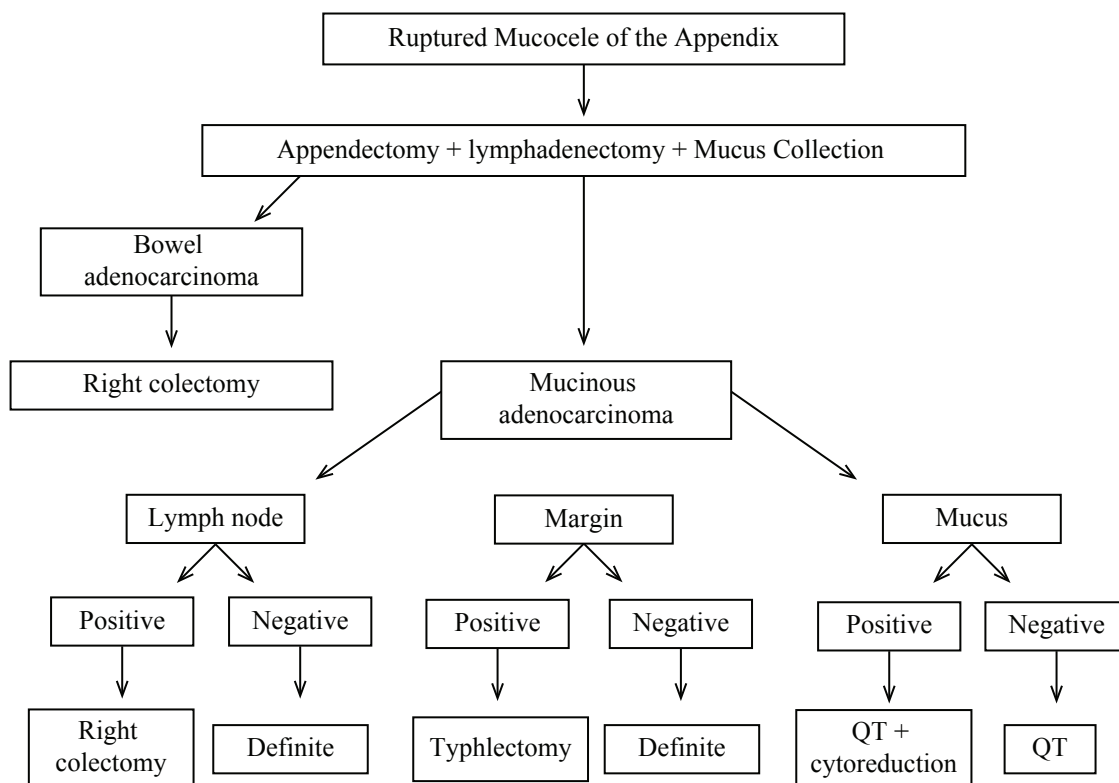 Ruptured Mucocele of the Appendix
Appendectomy + lymphadenectomy + Mucus Collection
Bowel
adenocarcinoma
Right colectomy
Mucinous
adenocarcinoma
Lymph node
Margin
Mucus
Positive
Negative
Positive
Negative
Positive
Negative
Right
colectomy
Definite
Typhlectomy
Definite
QT +
cytoreduction
QT